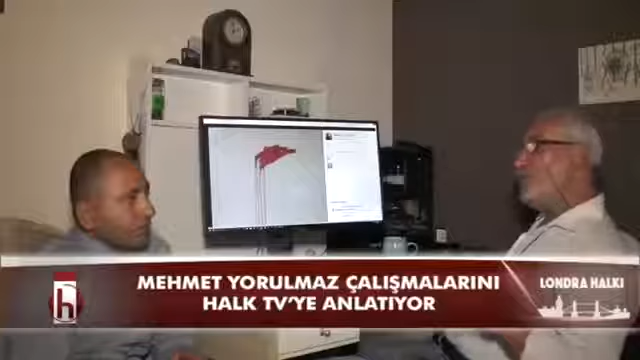 MEHMET YORULMAZ ÇALIŞMALARINI
HALK TV'YE ANLATIYOR
LONDRA HALKI
h